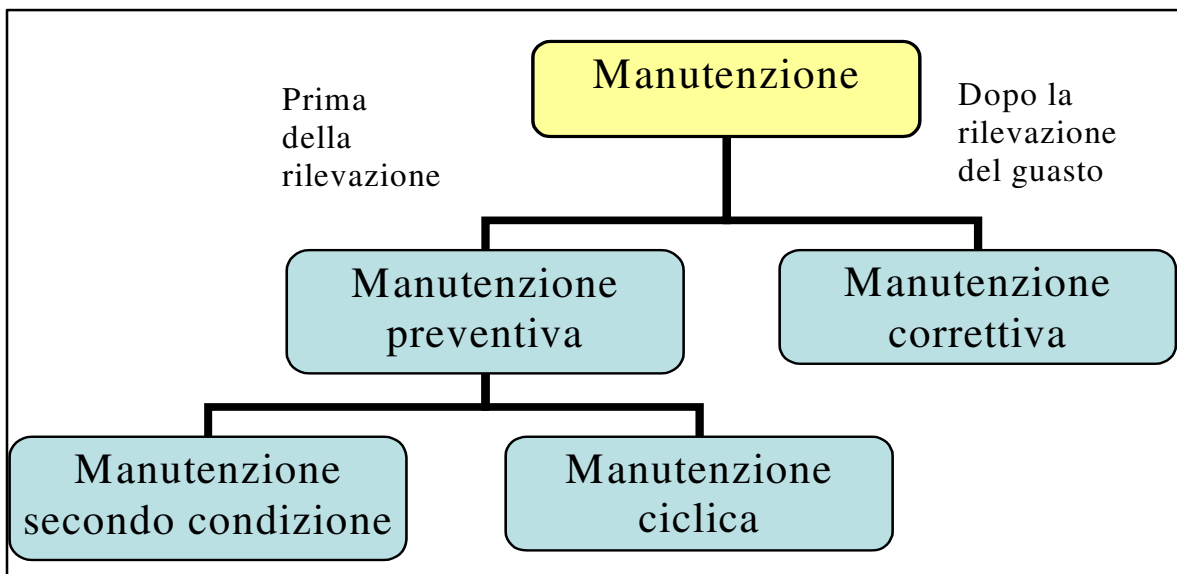 Manutenzione
Prima
della
rilevazione
Dopo la
rilevazione
del guasto
Manutenzione
preventiva
Manutenzione
correttiva
Manutenzione
secondo condizione
Manutenzione
ciclica